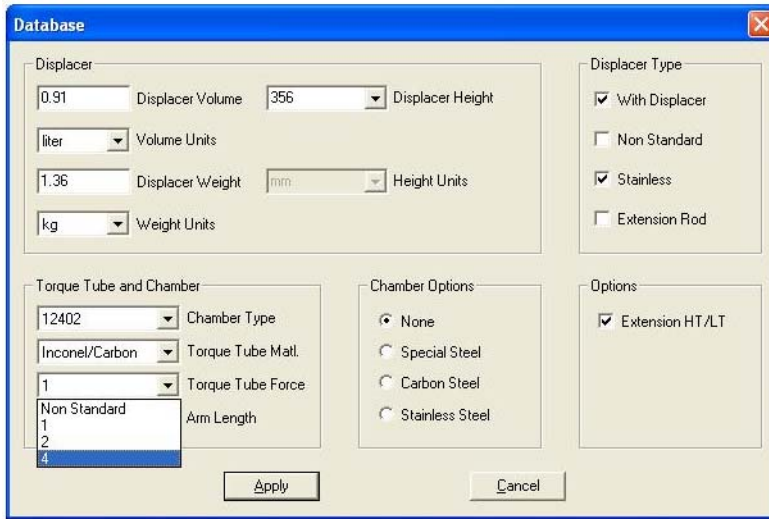 Database
Displacer
0.91 Displacer Volume 356 Displacer Height
liter Volume Units
1.36 Displacer Weight mm Height Units
kg Weight Units
Displacer Type
With Displacer
Non Standard
Stainless
Extension Rod
Torque Tube and Chamber
12402 Chamber Type
Inconel/Carbon Torque Tube Matl.
1 Torque Tube Force
Non Standard
1
2
4
Arm Length
Chamber Options
None
Special Steel
Carbon Steel
Stainless Steel
Options
Extension HT/LT
Apply
Cancel